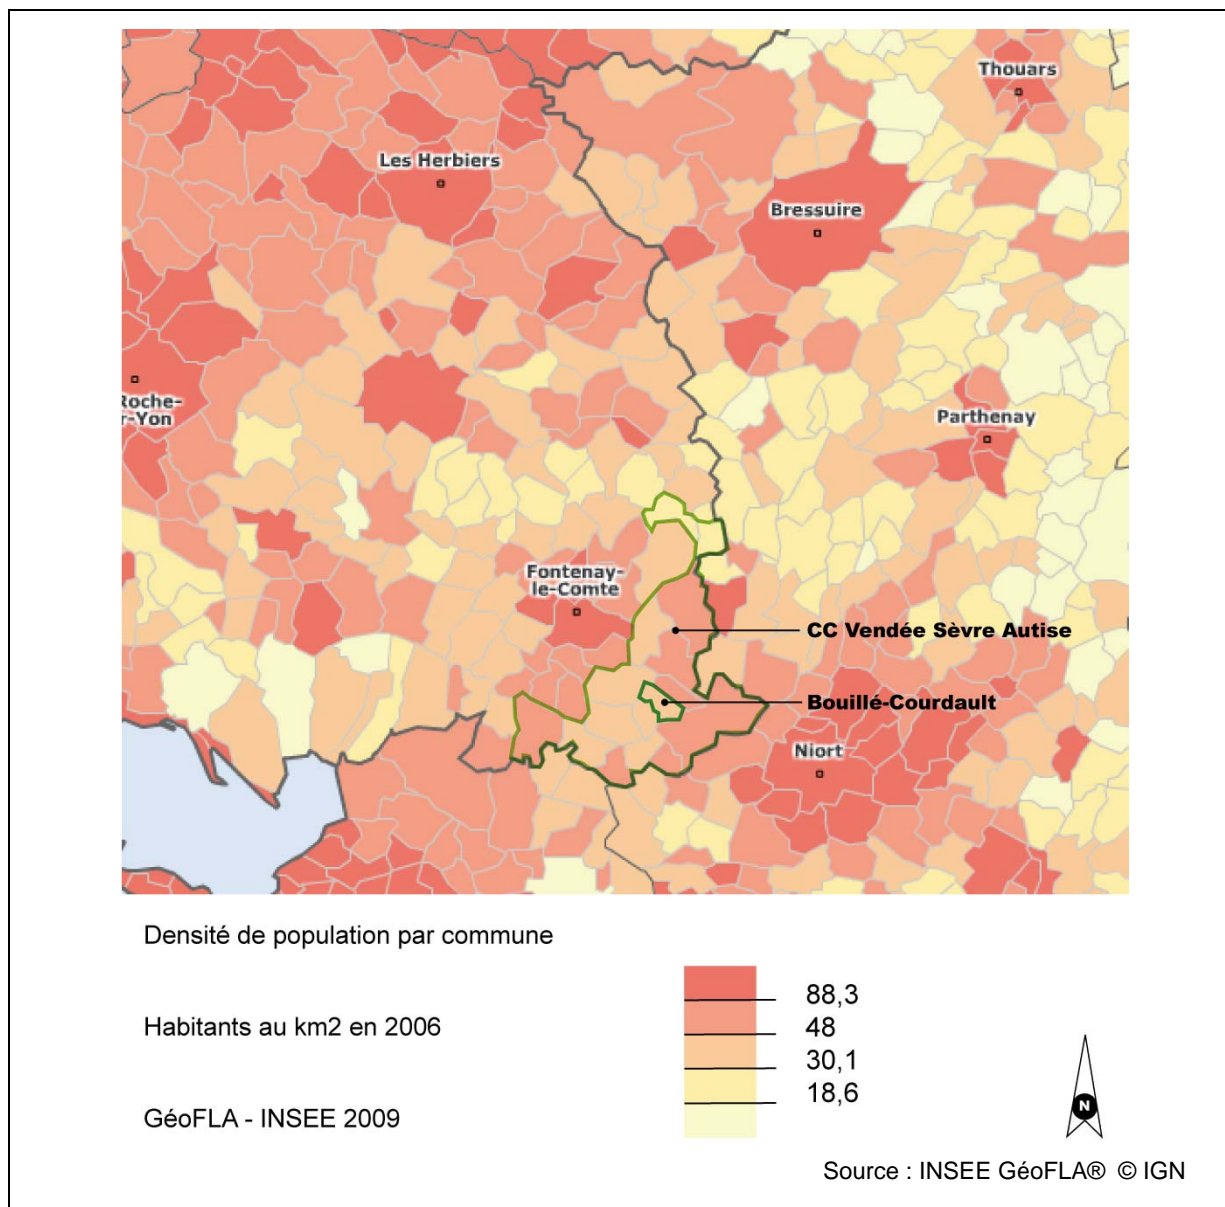 Thouars
Les Herbiers
Bressuire
Roche-
r-Yon
Parthenay
Fontenay-
le-Comte
CC Vendée Sèvre Autise
Bouillé-Courdault
Niort
Densité de population par commune
88,3
Habitants au km2 en 2006
48
30,1
18,6
GéoFLA - INSEE 2009
N
Source : INSEE GéoFLA® © IGN